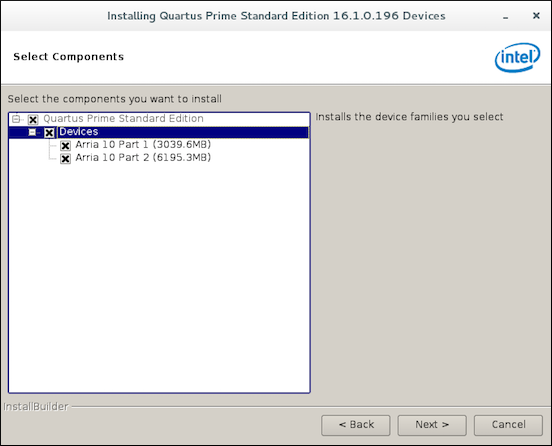 Installing Quartus Prime Standard Edition 16.1.0.196 Devices
Select Components
intel
Select the components you want to install
Quartus Prime Standard Edition
Installs the device families you select
Devices
Arria 10 Part 1 (3039.6MB)
Arria 10 Part 2 (6195.3MB)
InstallBuilder
< Back
Next >
Cancel